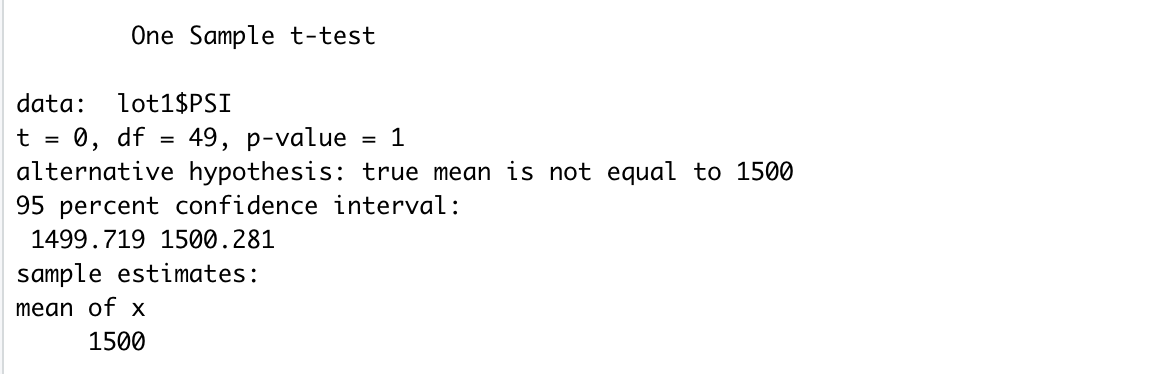 One Sample t-test
data:  lot1$PSI
t = 0, df = 49, p-value = 1
alternative hypothesis: true mean is not equal to 1500
95 percent confidence interval:
1499.719 1500.281
sample estimates:
mean of x
1500